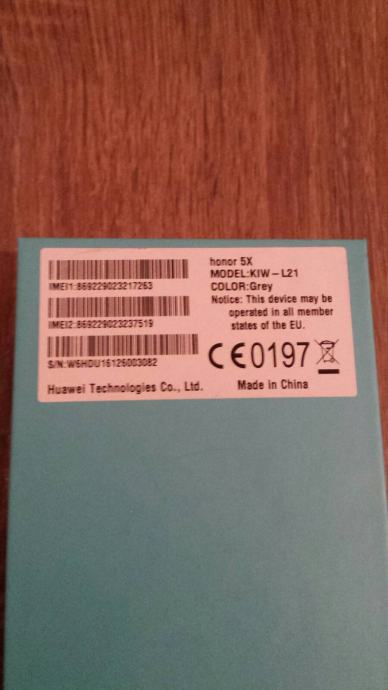 IMEI1:869229023217263
IMEI2:869229023237519
S/N:W6HDU16126003082
Huawei Technologies Co., Ltd.
honor 5X
MODEL:KIW-L21
COLOR:Grey
Notice: This device may be
operated in all member
states of the EU.
CE0197
Made in China